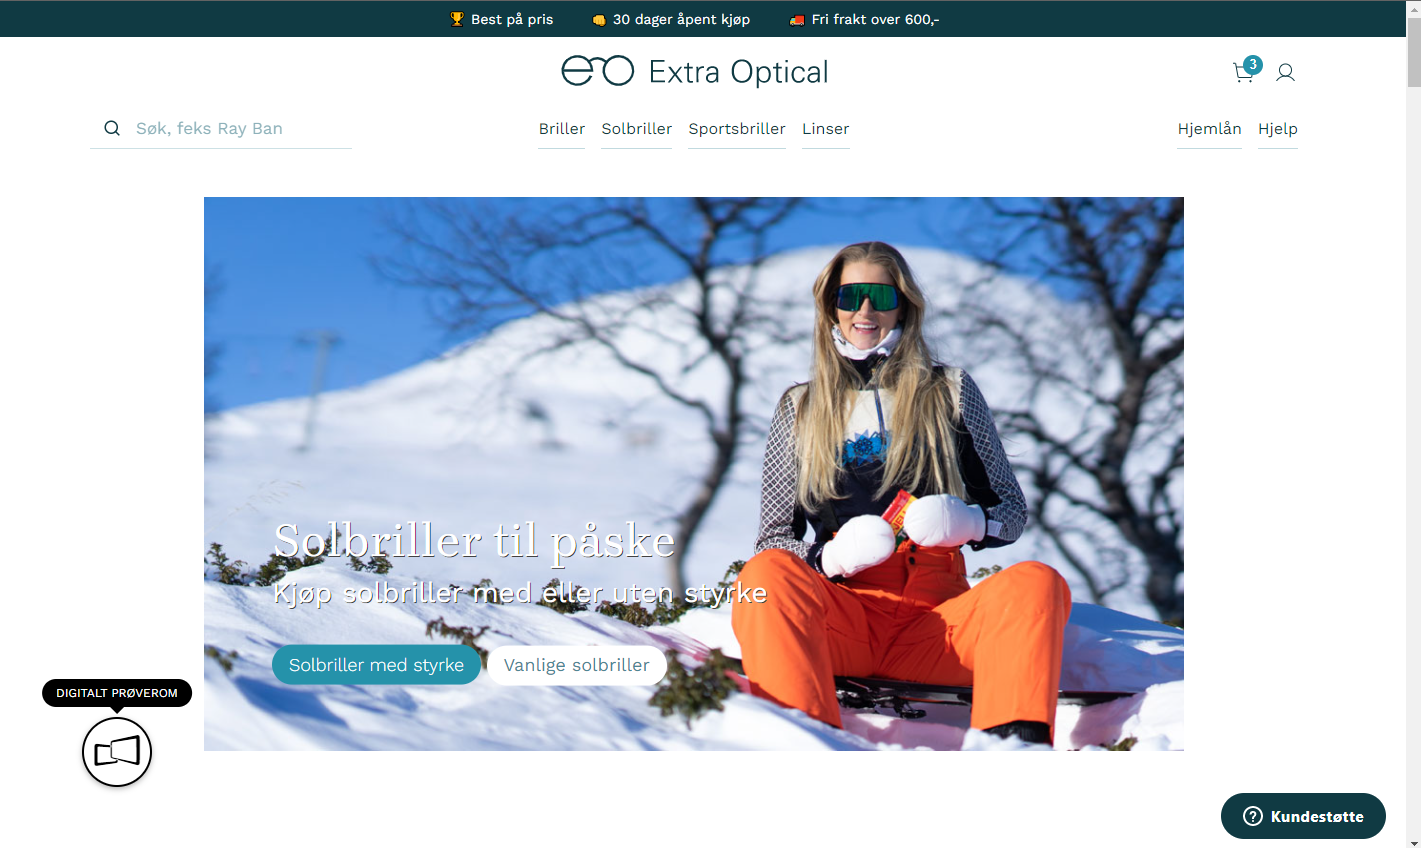 Best på pris
30 dager åpent kjøp
Fri frakt over 600,-
Extra Optical
3
Søk, feks Ray Ban
Briller
Solbriller
Sportsbriller
Linser
Hjemlån
Hjelp
Solbriller til påske
Kjøp solbriller med eller uten styrke
Solbriller med styrke
Vanlige solbriller
DIGITALT PRØVEROM
Kundestøtte